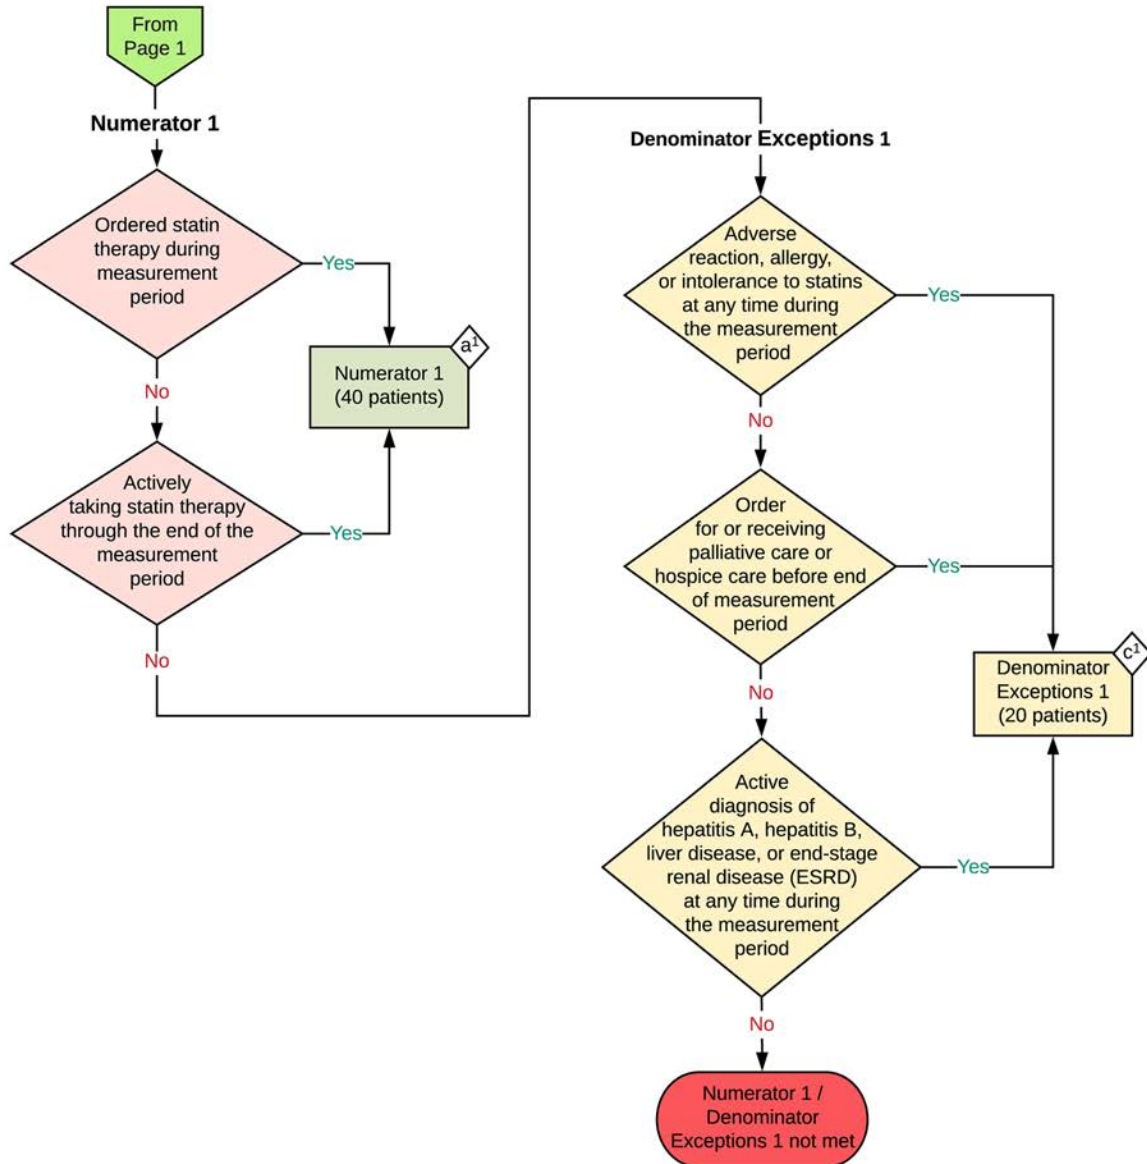 From
Page 1
Numerator 1
Ordered statin
therapy during
measurement
period
Yes
No
Numerator 1
(40 patients)
a¹
Actively
taking statin therapy
through the end of the
measurement
period
Yes
No
Denominator Exceptions 1
Adverse
reaction, allergy,
or intolerance to statins
at any time during
the measurement
period
Yes
No
Order
for or receiving
palliative care or
hospice care before end
of measurement
period
Yes
No
Denominator
Exceptions 1
(20 patients)
c¹
Active
diagnosis of
hepatitis A, hepatitis B,
liver disease, or end-stage
renal disease (ESRD)
at any time during
the measurement
period
Yes
No
Numerator 1 /
Denominator
Exceptions 1 not met